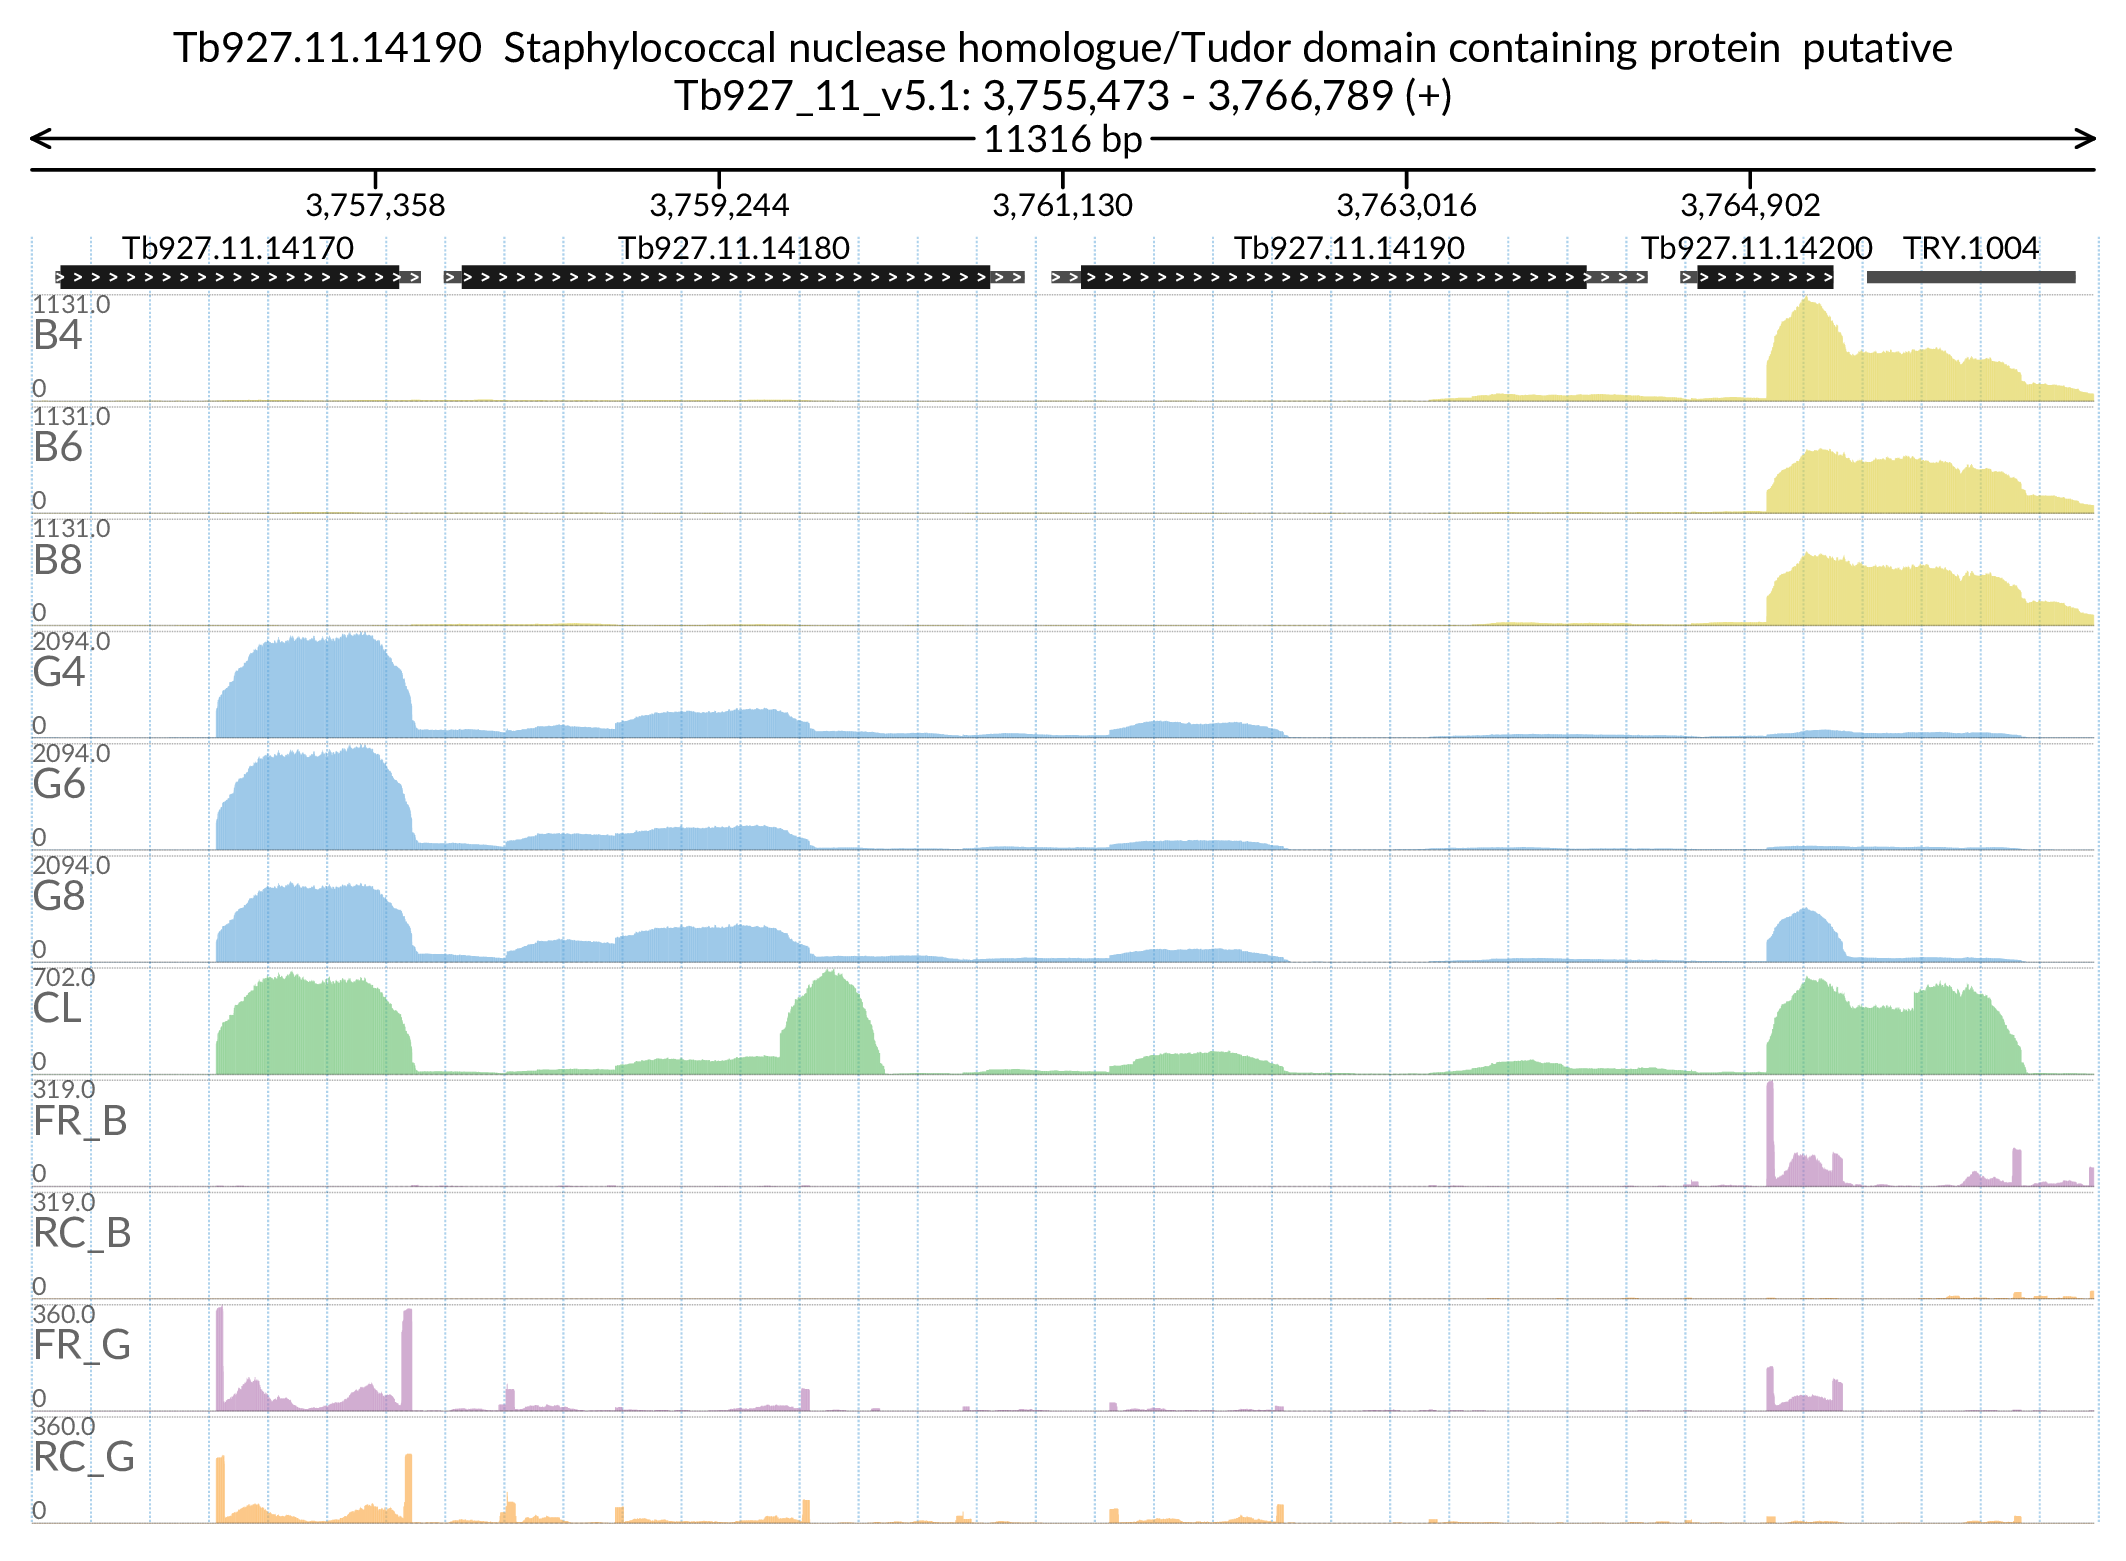 Tb927.11.14190 Staphylococcal nuclease homologue/Tudor domain containing protein putative
Tb927_11_v5.1: 3,755,473 - 3,766,789 (+)
11316 bp
3,757,358 3,759,244 3,761,130 3,763,016 3,764,902
Tb927.11.14170 Tb927.11.14180 Tb927.11.14190 Tb927.11.14200 TRY.1004
1131.0
B4
0
1131.0
B6
0
1131.0
B8
0
2094.0
G4
0
2094.0
G6
0
2094.0
G8
0
702.0
CL
0
319.0
FR_B
0
319.0
RC_B
0
360.0
FR_G
0
360.0
RC_G
0